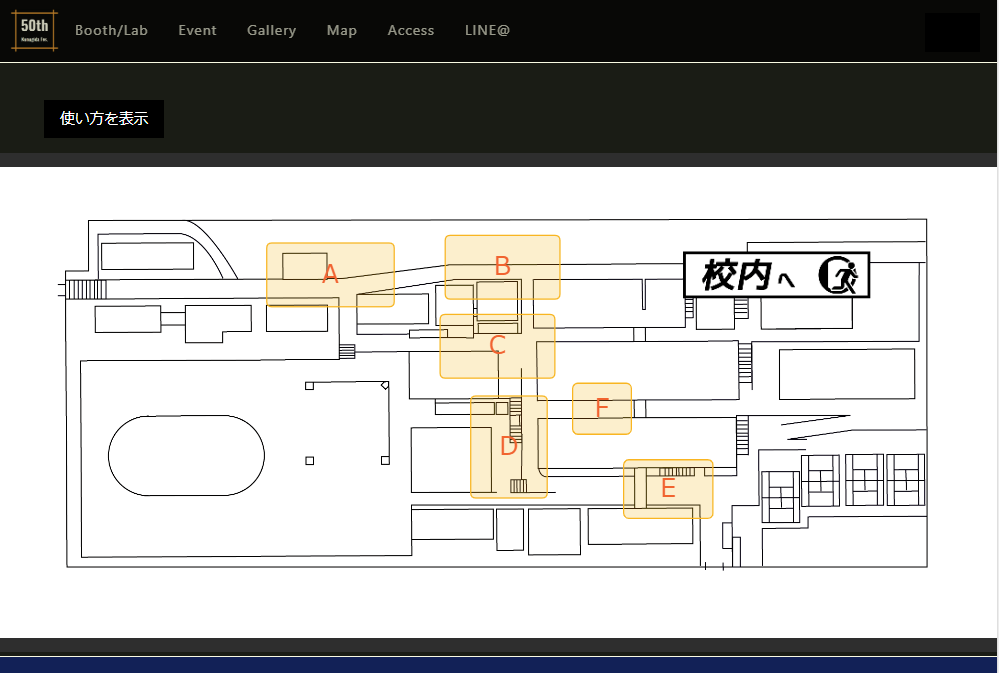 50th
Booth/Lab
Event
Gallery
Map
Access
LINE@
使い方を表示
A
B
校内へ
C
F
D
E